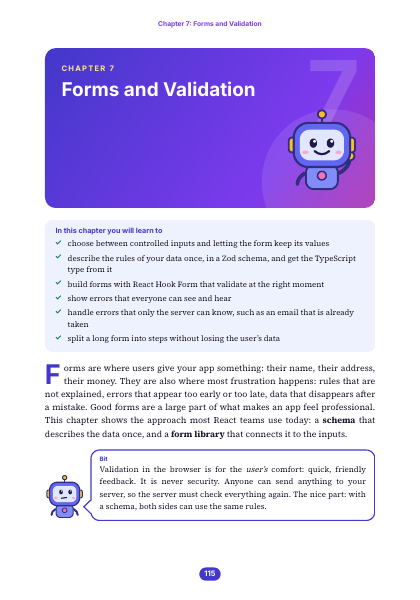 Chapter 7: Forms and Validation
CHAPTER 7
7
Forms and Validation
In this chapter you will learn to
choose between controlled inputs and letting the form keep its values
describe the rules of your data once, in a Zod schema, and get the TypeScript
type from it
build forms with React Hook Form that validate at the right moment
show errors that everyone can see and hear
handle errors that only the server can know, such as an email that is already
taken
split a long form into steps without losing the user's data
Forms are where users give your app something: their name, their address,
their money. They are also where most frustration happens: rules that are
not explained, errors that appear too early or too late, data that disappears after
a mistake. Good forms are a large part of what makes an app feel professional.
This chapter shows the approach most React teams use today: a schema that
describes the data once, and a form library that connects it to the inputs.
Bit
Validation in the browser is for the user's comfort: quick, friendly
feedback. It is never security. Anyone can send anything to your
server, so the server must check everything again. The nice part: with
a schema, both sides can use the same rules.
115